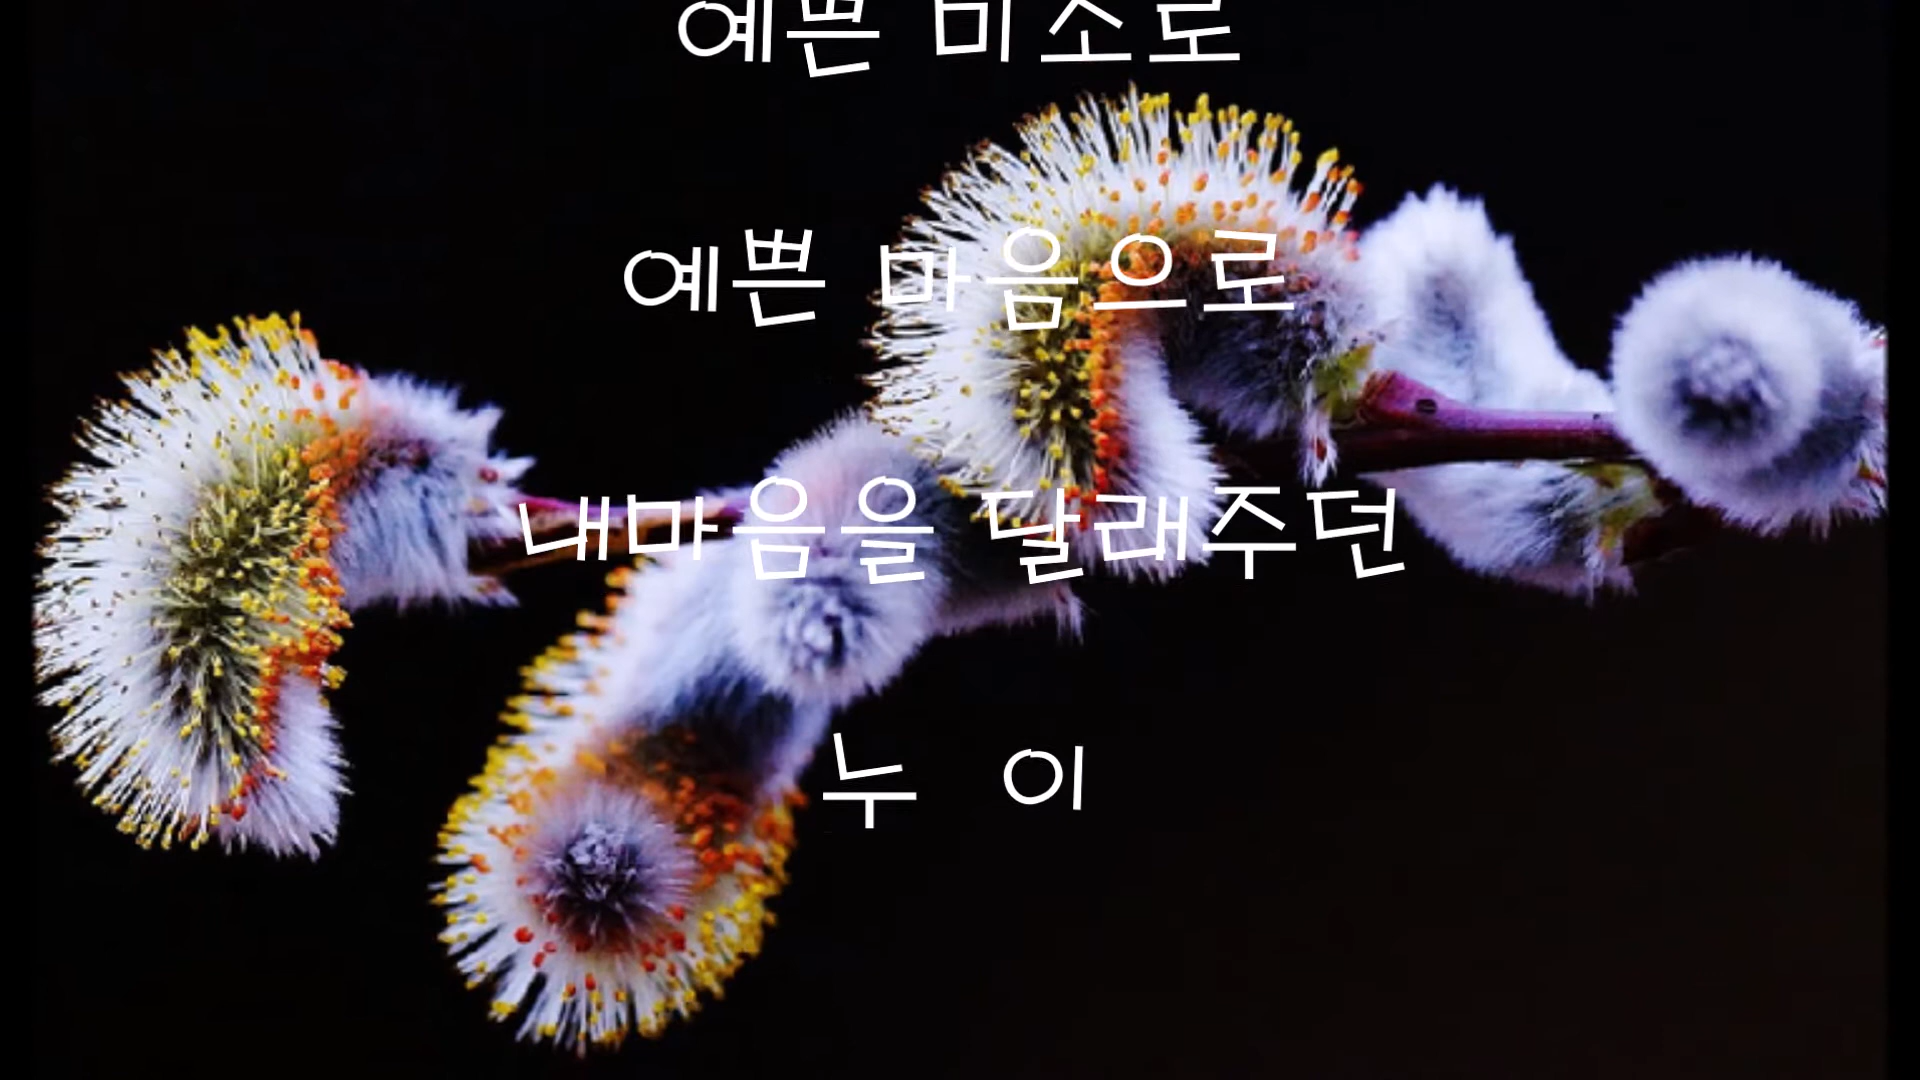 예쁜 미소로
예쁜 마음으로
내마음을 달래주던
누 이